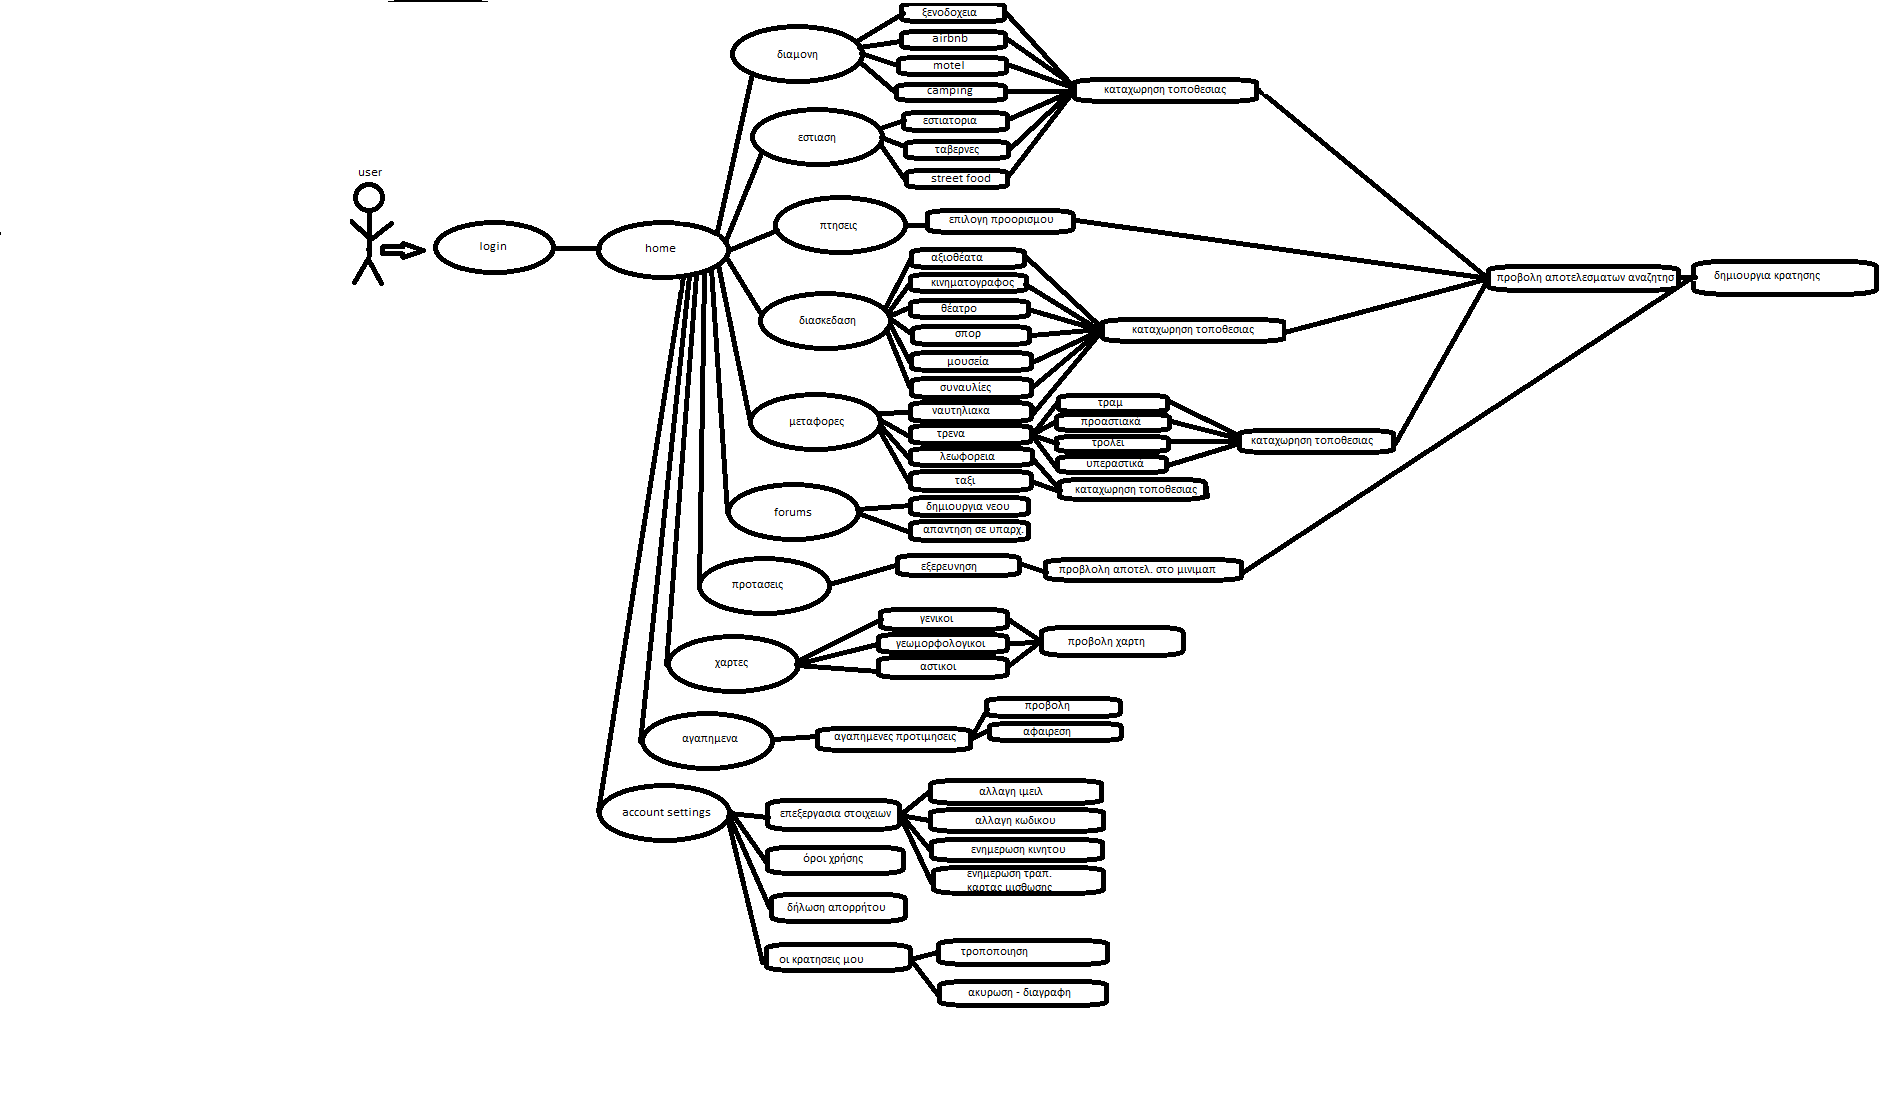 user
login
home
διαμονη
ξενοδοχεια
airbnb
motel
camping
καταχωρηση τοποθεσιας
εστιαση
εστιατορια
ταβερνες
street food
πτησεις
επιλογη προορισμου
διασκεδαση
αξιοθέατα
κινηματογραφος
θέατρο
σπορ
μουσεία
συναυλίες
καταχωρηση τοποθεσιας
προβολη αποτελεσματων αναζητησ
δημιουργια κρατησης
μεταφορες
ναυτηλιακα
τρενα
λεωφορεια
ταξι
τραμ
προαστιακά
τρολεϊ
υπεραστικά
καταχωρηση τοποθεσιας
καταχωρηση τοποθεσιας
forums
δημιουργια νεου
απαντηση σε υπαρχ.
προτασεις
εξερευνηση
προβλολη αποτελ. στο μινιμαπ
χαρτες
γενικοι
γεωμορφολογικοι
αστικοι
προβολη χαρτη
αγαπημενα
αγαπημενες προτιμησεις
προβολη
αφαιρεση
account settings
επεξεργασια στοιχειων
αλλαγη ιμειλ
αλλαγη κωδικου
ενημερωση κινητου
ενημερωση τραπ.
καρτας μισθωσης
όροι χρήσης
δήλωση απορρήτου
οι κρατησεις μου
τροποποιηση
ακυρωση - διαγραφη